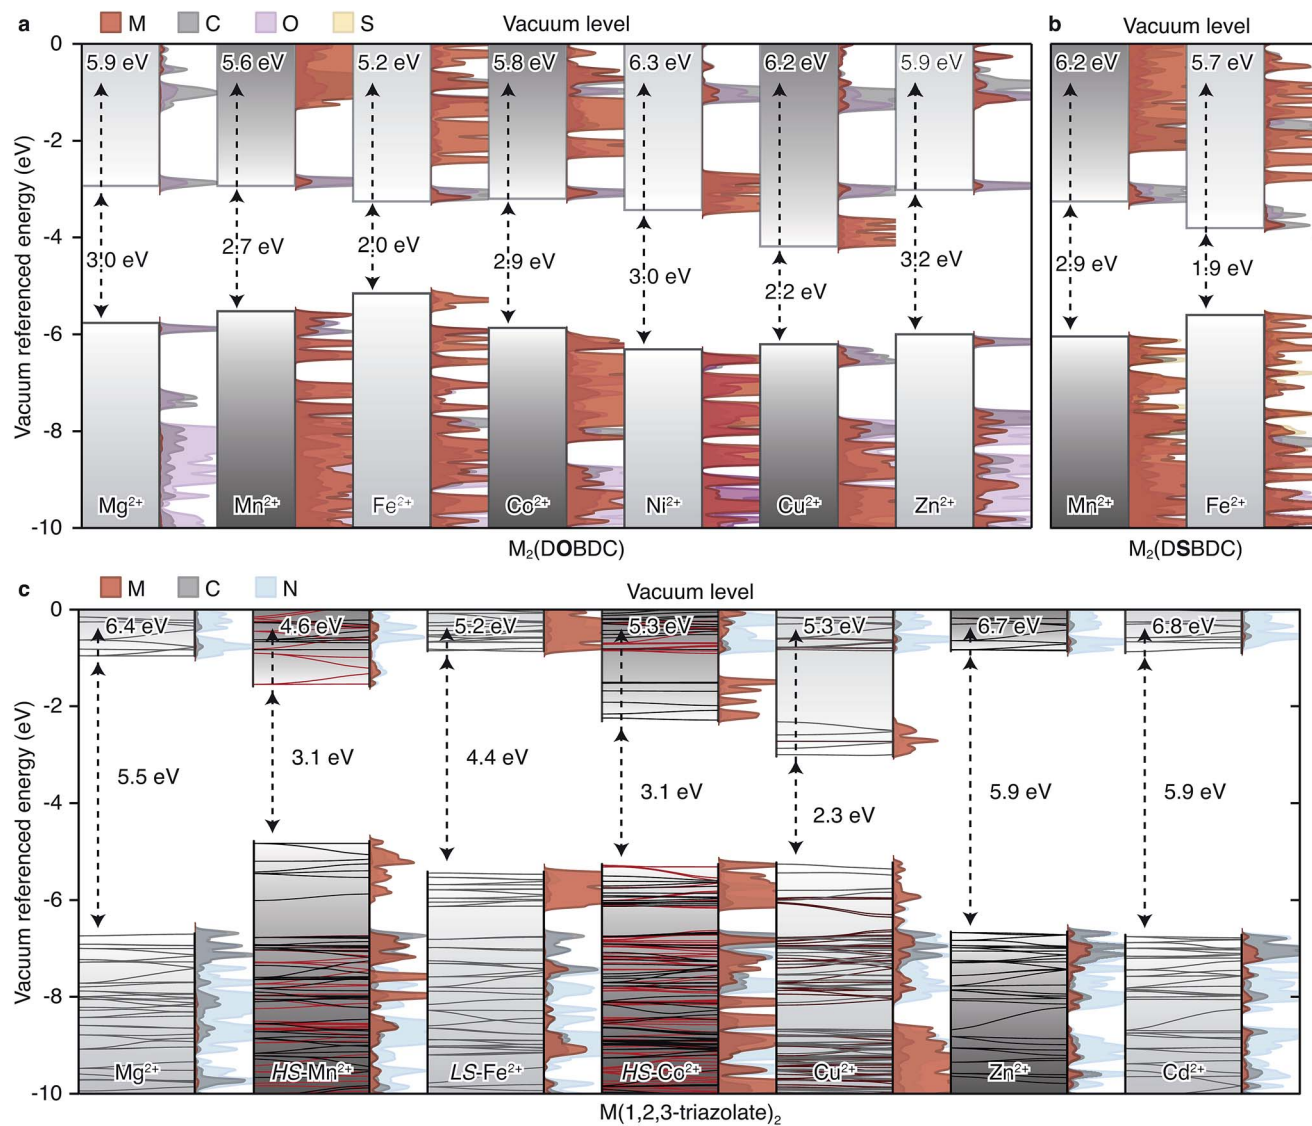 a M C O S Vacuum level b Vacuum level
0
-2
-4
-6
-8
-10
Vacuum referenced energy (eV)
5.9 eV 5.6 eV 5.2 eV 5.8 eV 6.3 eV 6.2 eV 5.9 eV 6.2 eV 5.7 eV
3.0 eV 2.7 eV 2.0 eV 2.9 eV 3.0 eV 2.2 eV 3.2 eV 2.9 eV 1.9 eV
Mg²⁺ Mn²⁺ Fe²⁺ Co²⁺ Ni²⁺ Cu²⁺ Zn²⁺ Mn²⁺ Fe²⁺
M₂(DOBDC) M₂(DSBDC)
c M C N Vacuum level
0
-2
-4
-6
-8
-10
Vacuum referenced energy (eV)
6.4 eV 4.6 eV 5.2 eV 5.3 eV 5.3 eV 6.7 eV 6.8 eV
5.5 eV 3.1 eV 4.4 eV 3.1 eV 2.3 eV 5.9 eV 5.9 eV
Mg²⁺ HS-Mn²⁺ LS-Fe²⁺ HS-Co²⁺ Cu²⁺ Zn²⁺ Cd²⁺
M(1,2,3-triazolate)₂